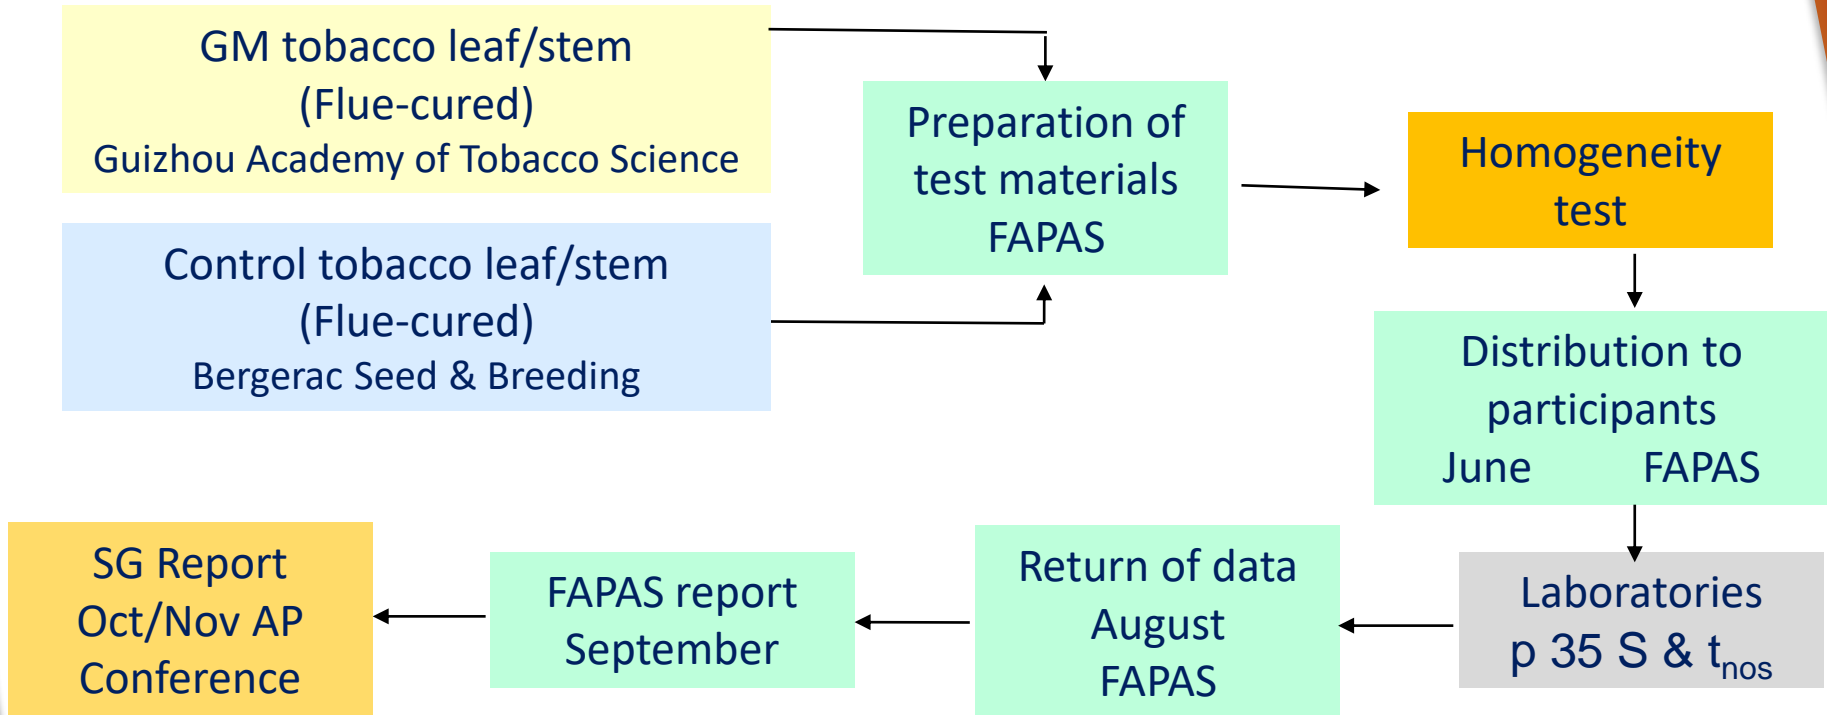 GM tobacco leaf/stem
(Flue-cured)
Guizhou Academy of Tobacco Science
Control tobacco leaf/stem
(Flue-cured)
Bergerac Seed & Breeding
Preparation of
test materials
FAPAS
Homogeneity
test
Distribution to
participants
June FAPAS
Laboratories
p 35 S & tnos
Return of data
August
FAPAS
FAPAS report
September
SG Report
Oct/Nov AP
Conference